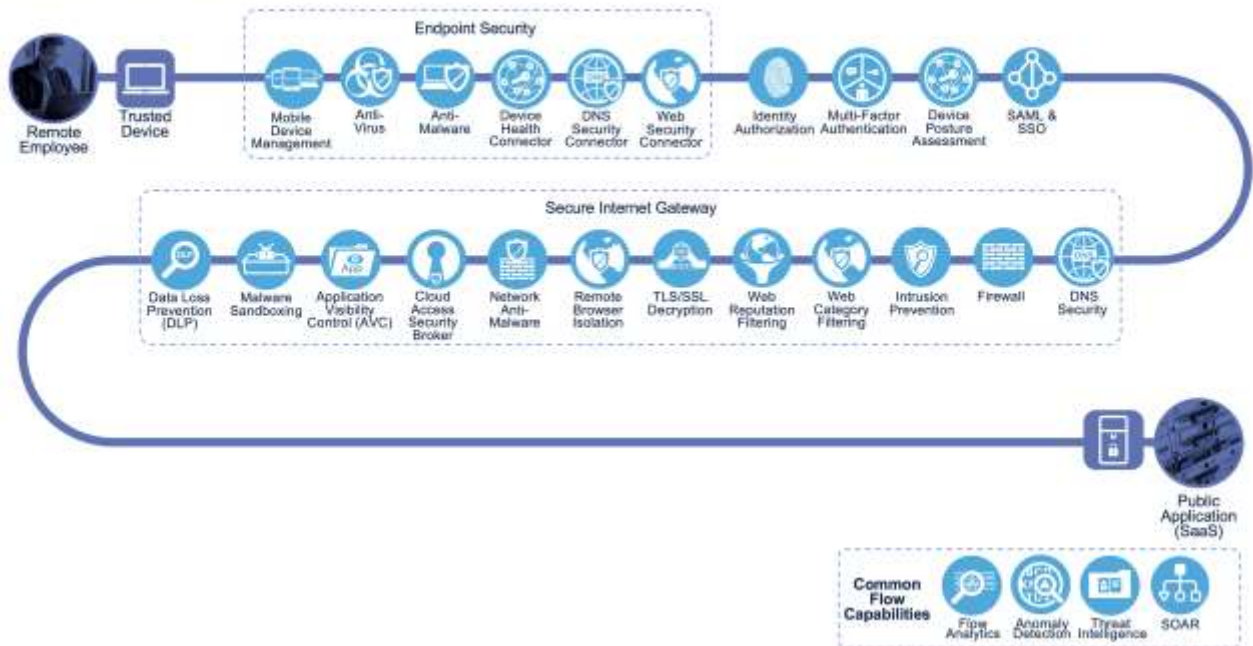 Endpoint Security
Remote
Employee
Trusted
Device
Mobile
Device
Management
Anti-
Virus
Anti-
Malware
Device
Health
Connector
DNS
Security
Connector
Web
Security
Connector
Identity
Authorization
Multi-Factor
Authentication
Device
Posture
Assessment
SAML &
SSO
Secure Internet Gateway
DLP
Data Loss
Prevention
(DLP)
Malware
Sandboxing
App
Application
Visibility
Control (AVC)
Cloud
Access
Security
Broker
Network
Anti-
Malware
Remote
Browser
Isolation
TLS/SSL
Decryption
Web
Reputation
Filtering
Web
Category
Filtering
Intrusion
Prevention
Firewall
DNS
DNS
Security
Public
Application
(SaaS)
Common
Flow
Capabilities
Flow
Analytics
Anomaly
Detection
Threat
Intelligence
SOAR